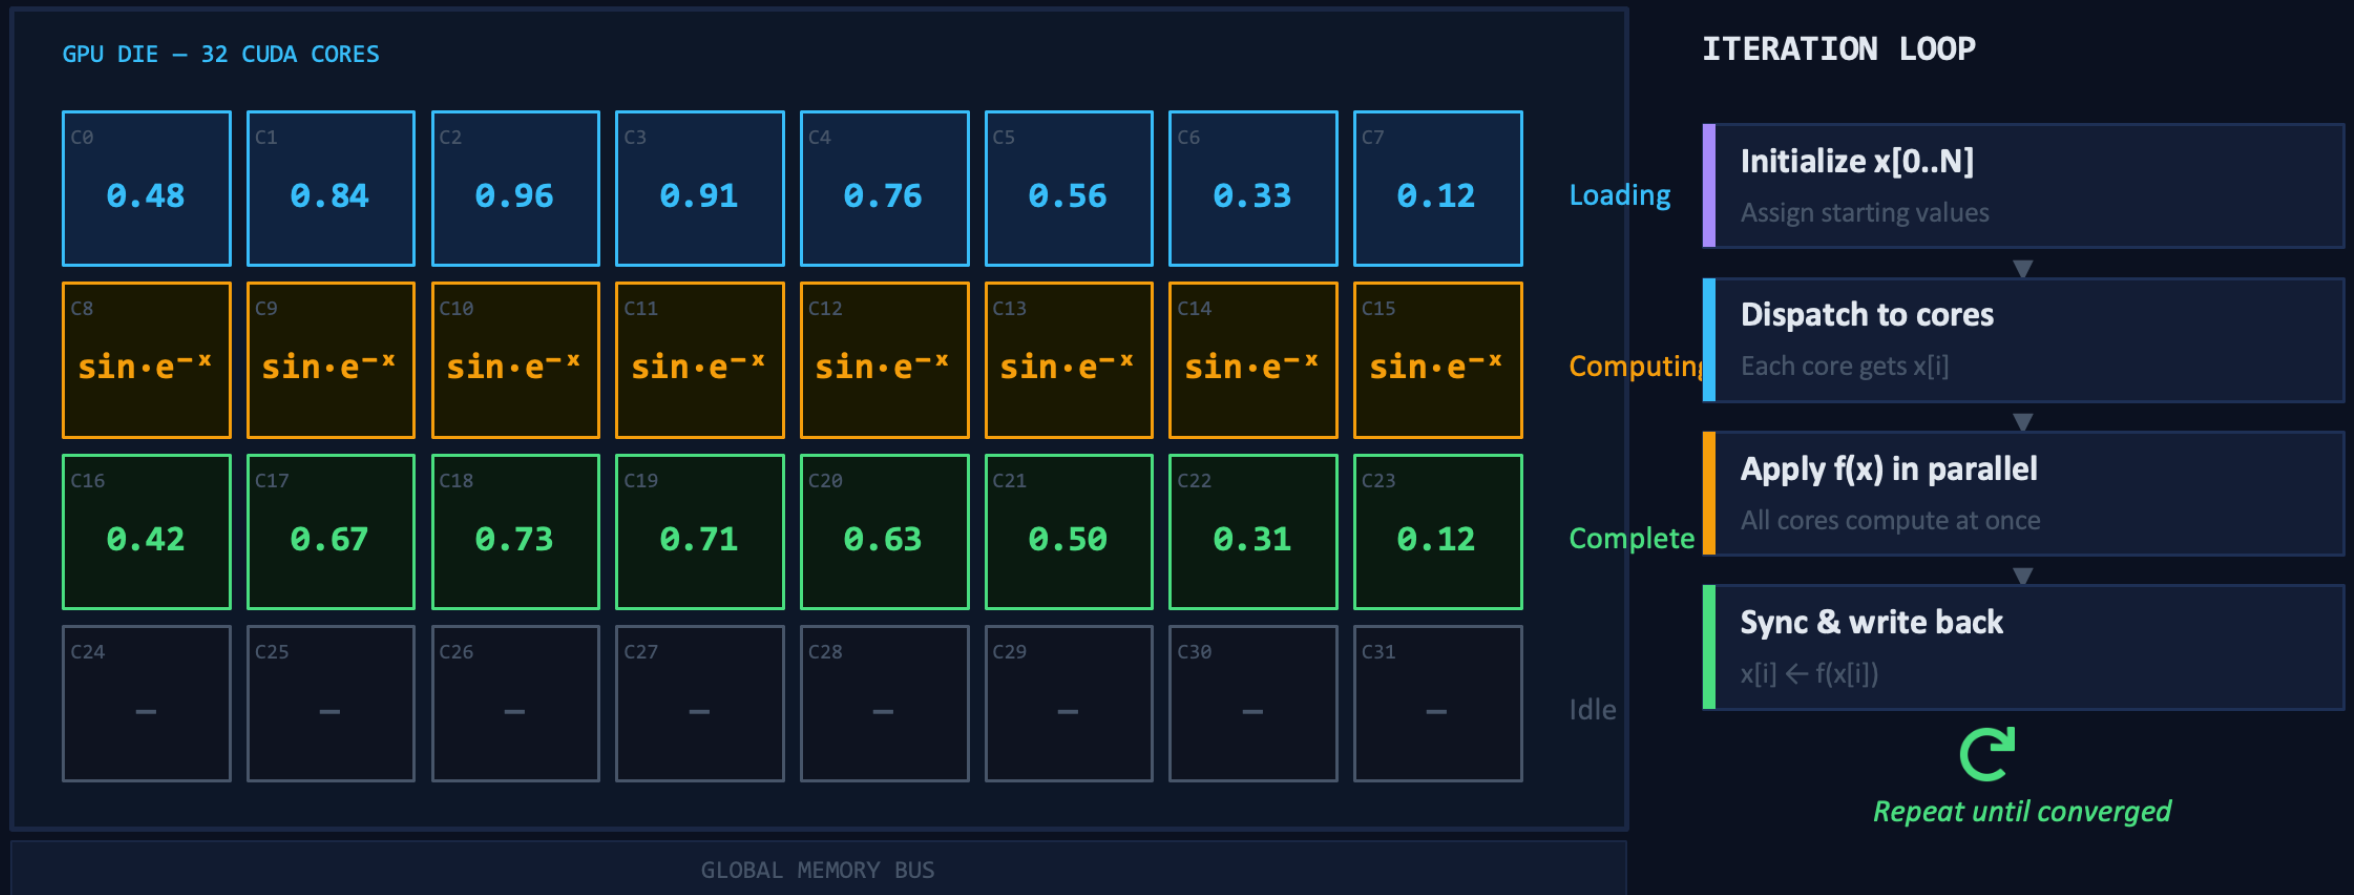 GPU DIE — 32 CUDA CORES
C0 C1 C2 C3 C4 C5 C6 C7
0.48 0.84 0.96 0.91 0.76 0.56 0.33 0.12
Loading
C8 C9 C10 C11 C12 C13 C14 C15
sin·e⁻ˣ sin·e⁻ˣ sin·e⁻ˣ sin·e⁻ˣ sin·e⁻ˣ sin·e⁻ˣ sin·e⁻ˣ sin·e⁻ˣ
Computing
C16 C17 C18 C19 C20 C21 C22 C23
0.42 0.67 0.73 0.71 0.63 0.50 0.31 0.12
Complete
C24 C25 C26 C27 C28 C29 C30 C31
— — — — — — — —
Idle
GLOBAL MEMORY BUS
ITERATION LOOP
Initialize x[0..N]
Assign starting values
▼
Dispatch to cores
Each core gets x[i]
▼
Apply f(x) in parallel
All cores compute at once
▼
Sync & write back
x[i] ← f(x[i])
Repeat until converged